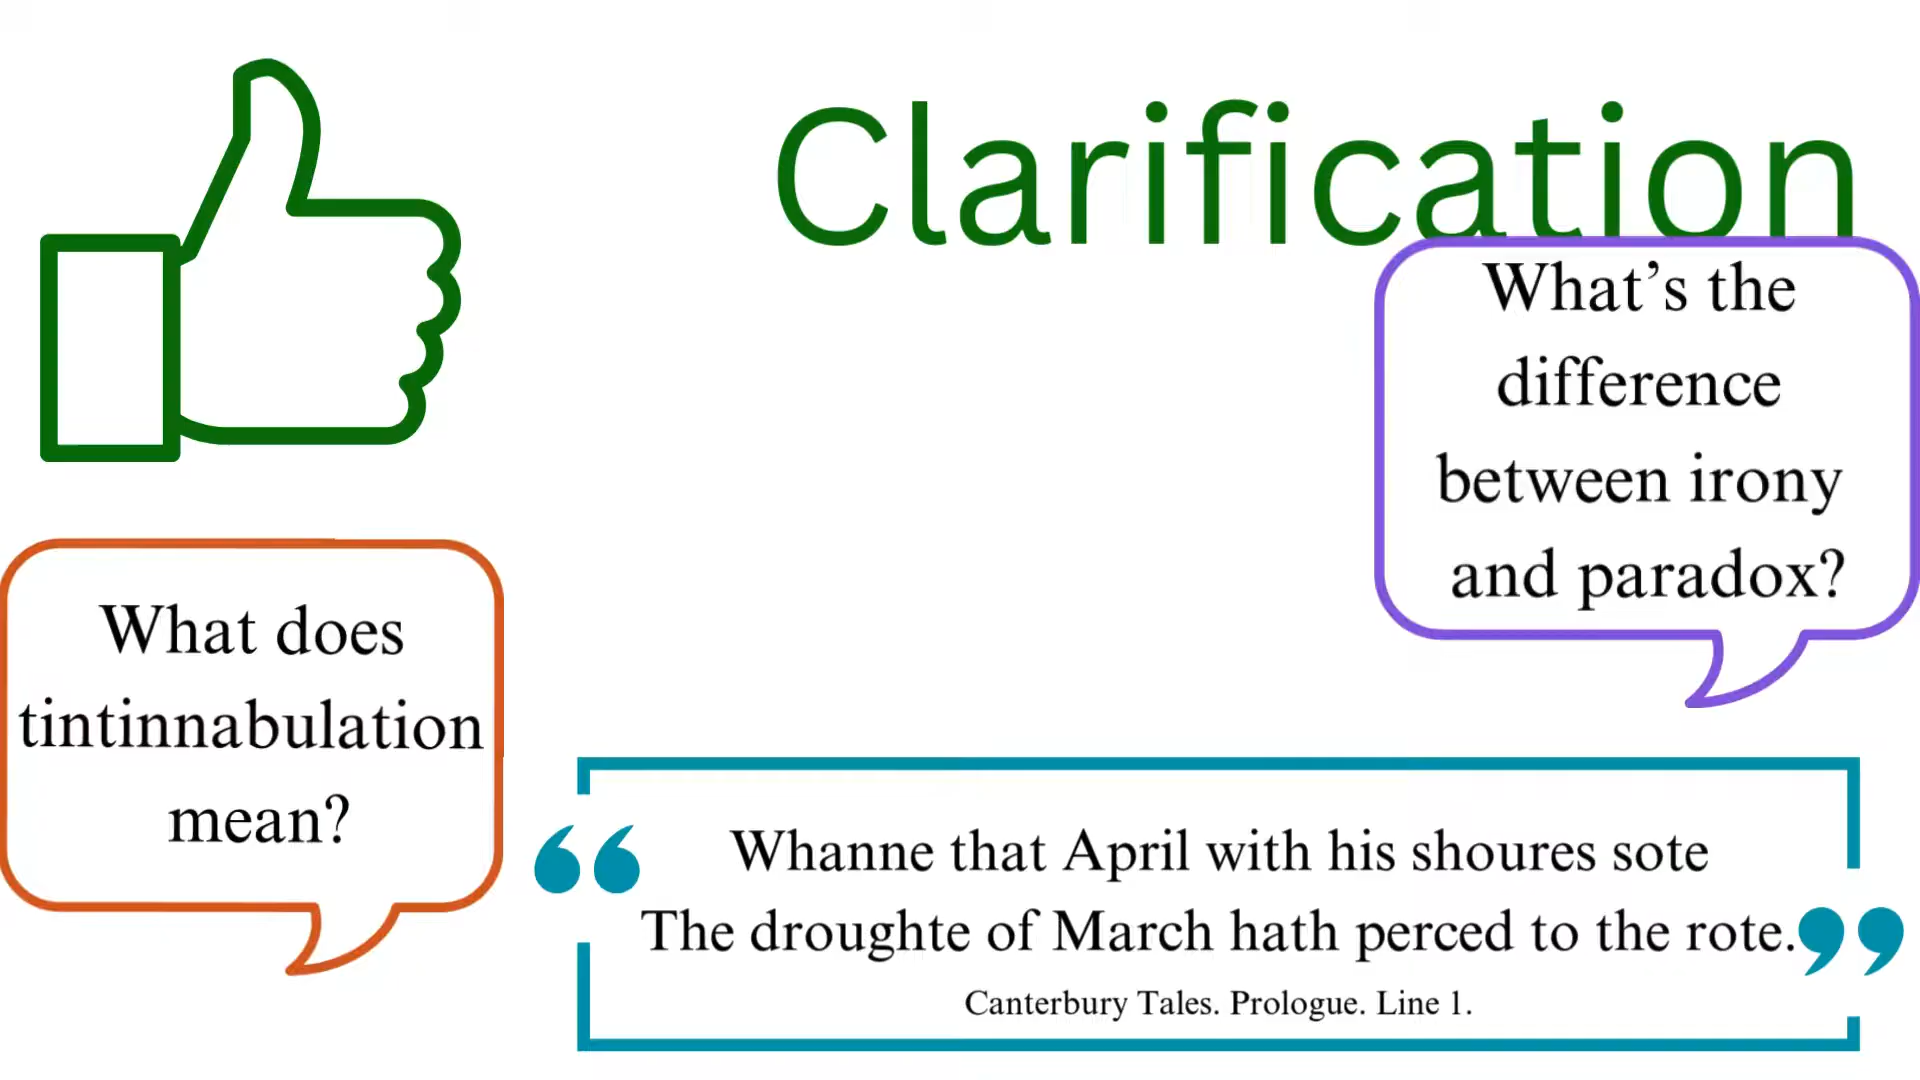 Clarification
What’s the
difference
between irony
and paradox?
What does
tintinnabulation
mean?
“Whanne that April with his shoures sote
The droughte of March hath perced to the rote.”
Canterbury Tales. Prologue. Line 1.